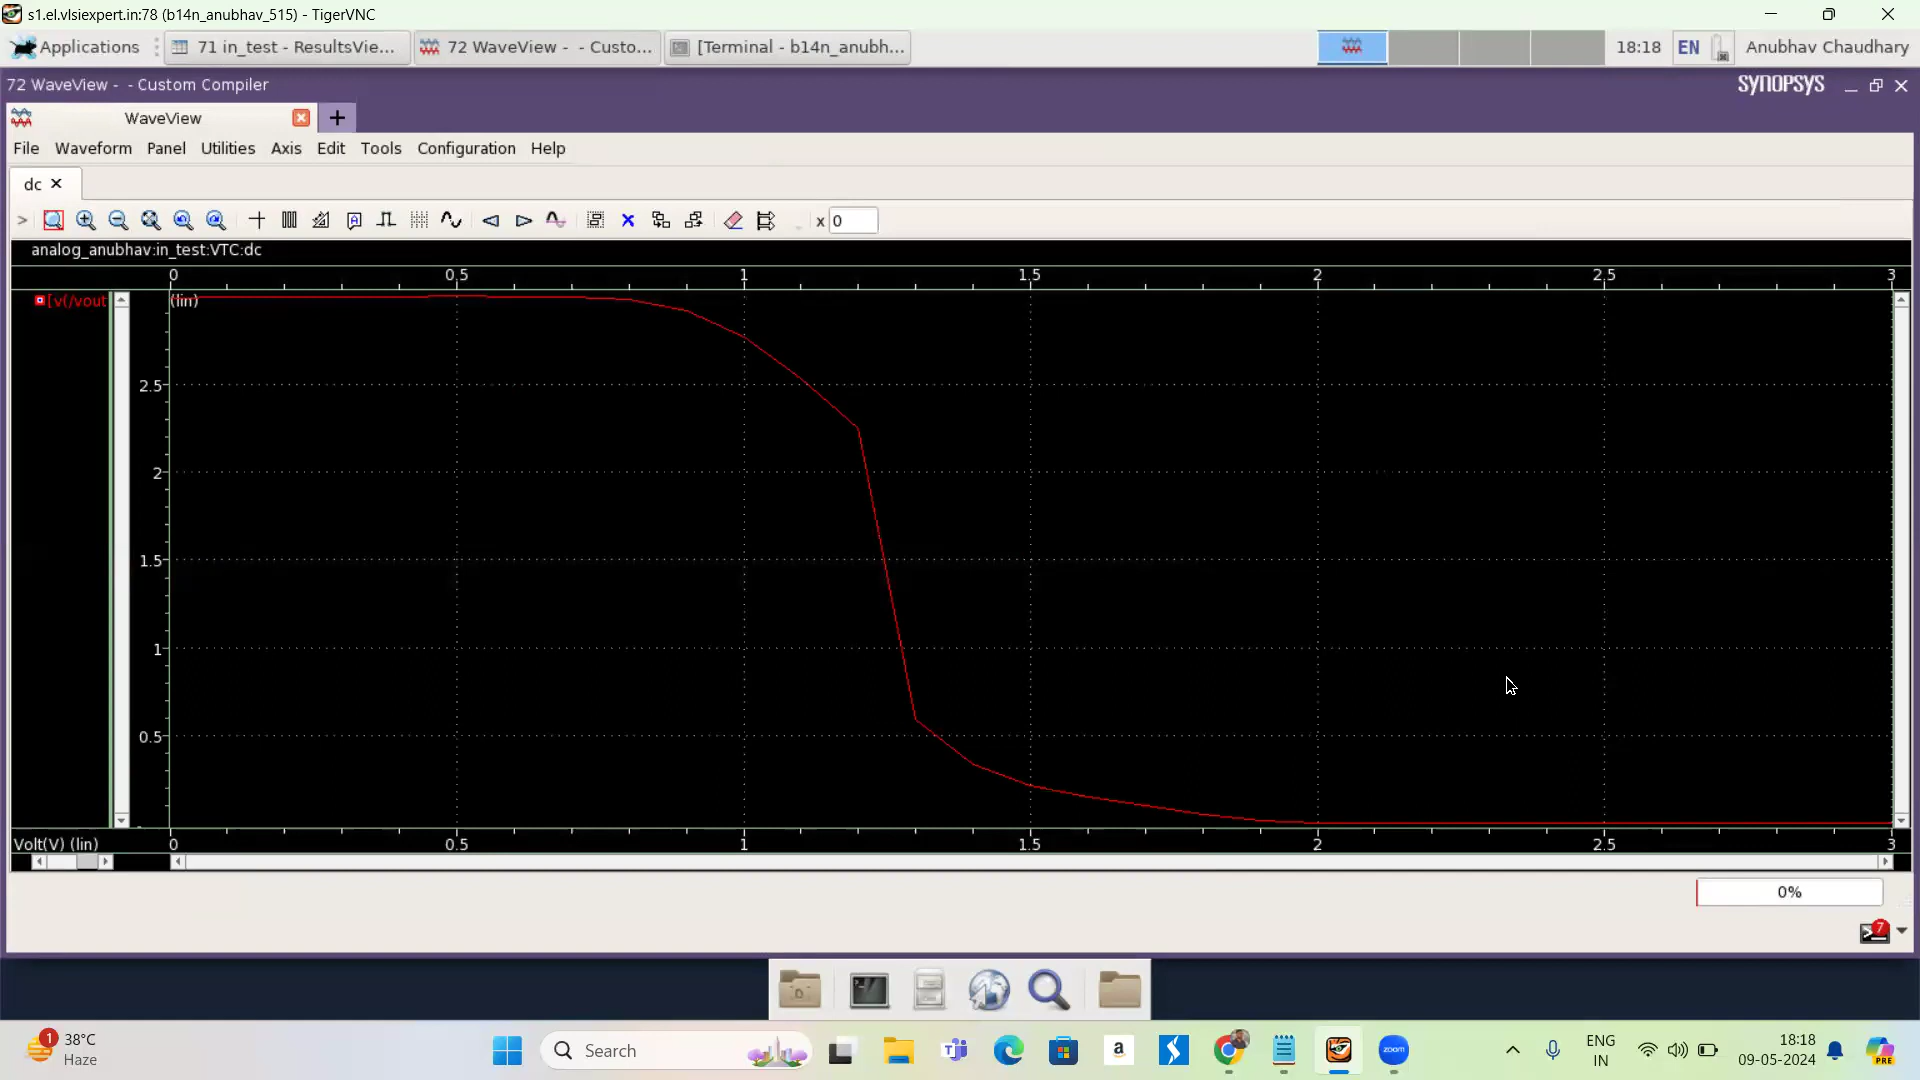 s1.el.vlsiexpert.in:78 (b14n_anubhav_515) - TigerVNC
Applications
71 in_test - ResultsVie...
72 WaveView - - Custo...
[Terminal - b14n_anubh...
18:18
EN
Anubhav Chaudhary
72 WaveView - - Custom Compiler
SYNOPSYS
WaveView
File Waveform Panel Utilities Axis Edit Tools Configuration Help
dc
x 0
analog_anubhav:in_test:VTC:dc
0 0.5 1 1.5 2 2.5 3
[v(/vout
(lin)
2.5
2
1.5
1
0.5
Volt(V) (lin)
0 0.5 1 1.5 2 2.5 3
0%
7
1
38°C
Haze
Search
a
zoom
ENG
IN
18:18
09-05-2024
PRE